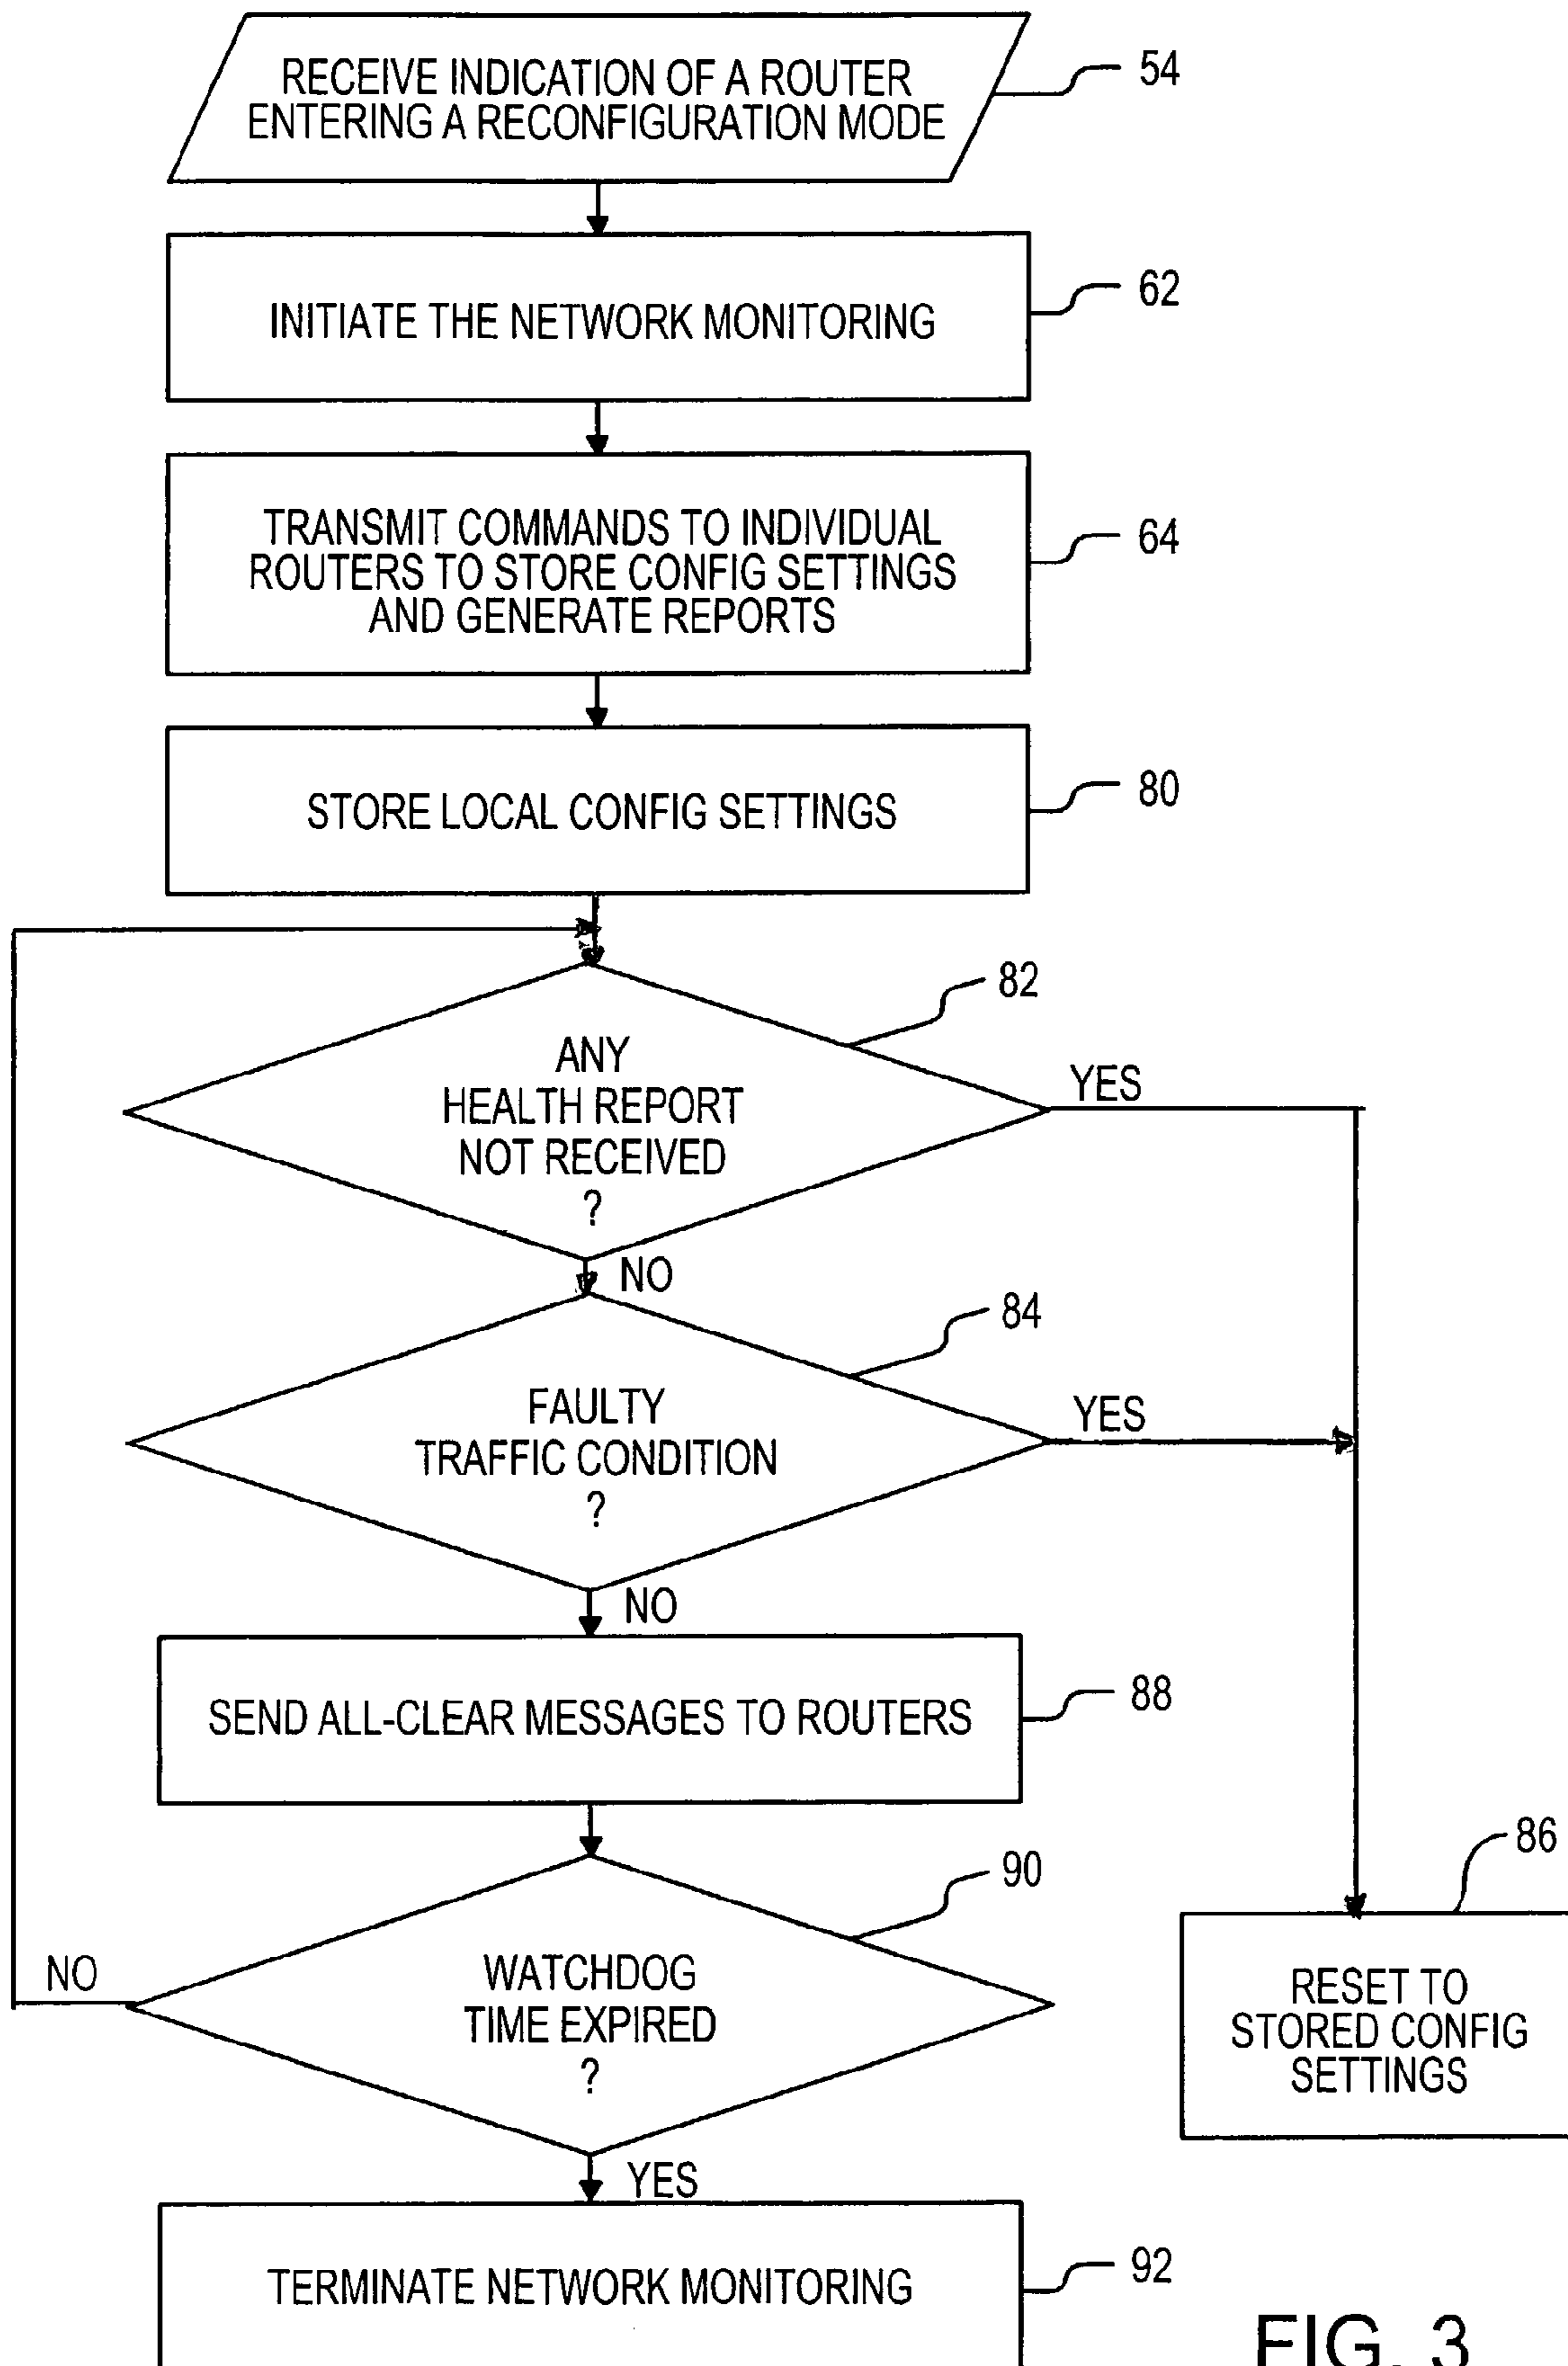 RECEIVE INDICATION OF A ROUTER
ENTERING A RECONFIGURATION MODE
54
INITIATE THE NETWORK MONITORING
62
TRANSMIT COMMANDS TO INDIVIDUAL
ROUTERS TO STORE CONFIG SETTINGS
AND GENERATE REPORTS
64
STORE LOCAL CONFIG SETTINGS
80
82
ANY
HEALTH REPORT
NOT RECEIVED
?
YES
NO
84
FAULTY
TRAFFIC CONDITION
?
YES
NO
SEND ALL-CLEAR MESSAGES TO ROUTERS
88
90
WATCHDOG
TIME EXPIRED
?
NO
YES
86
RESET TO
STORED CONFIG
SETTINGS
TERMINATE NETWORK MONITORING
92
FIG. 3